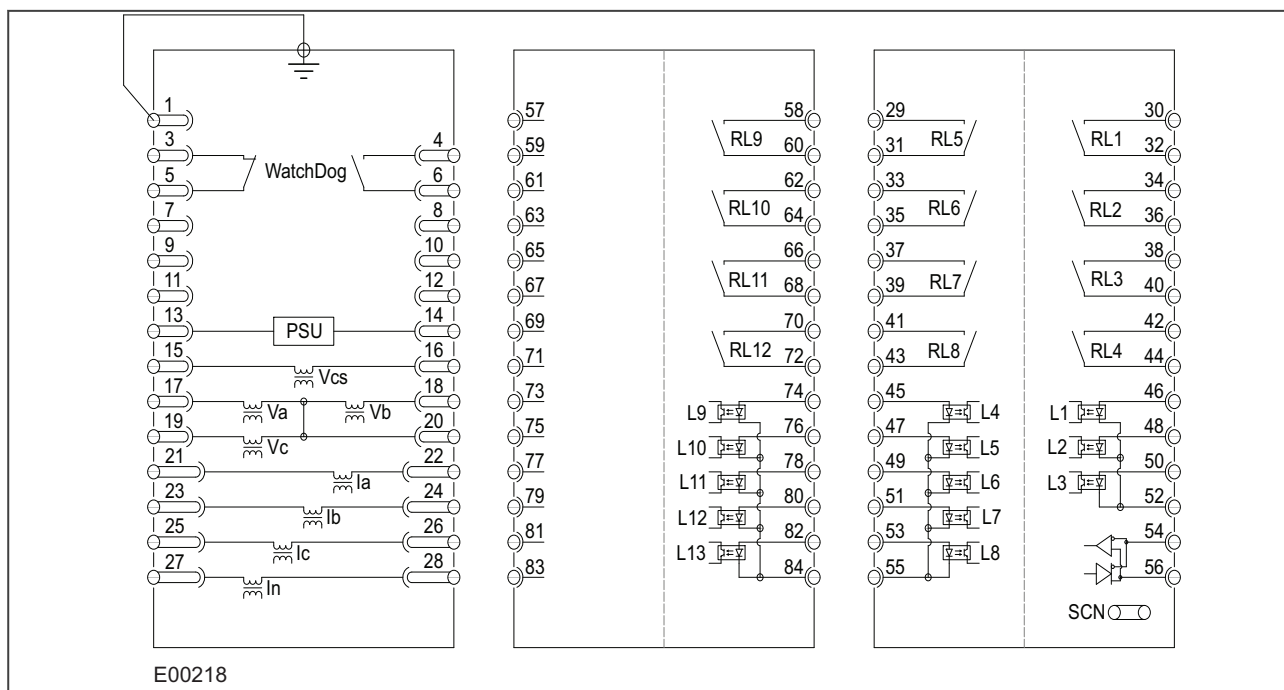 1 57 58 29 30
RL9 RL5 RL1
3 4 59 60 31 32
WatchDog
5 6 61 62 33 34
RL10 RL6 RL2
7 8 63 64 35 36
9 10 65 66 37 38
RL11 RL7 RL3
11 12 67 68 39 40
13 PSU 14 69 70 41 42
RL12 RL8 RL4
15 16 71 72 43 44
Vcs
17 18 73 74 45 46
Va Vb L9 L4 L1
19 20 75 76 47 48
Vc L10 L5 L2
21 22 77 78 49 50
Ia L11 L6 L3
23 24 79 80 51 52
Ib L12 L7
25 26 81 82 53 54
Ic L13 L8
27 28 83 84 55 56
In
SCN
E00218